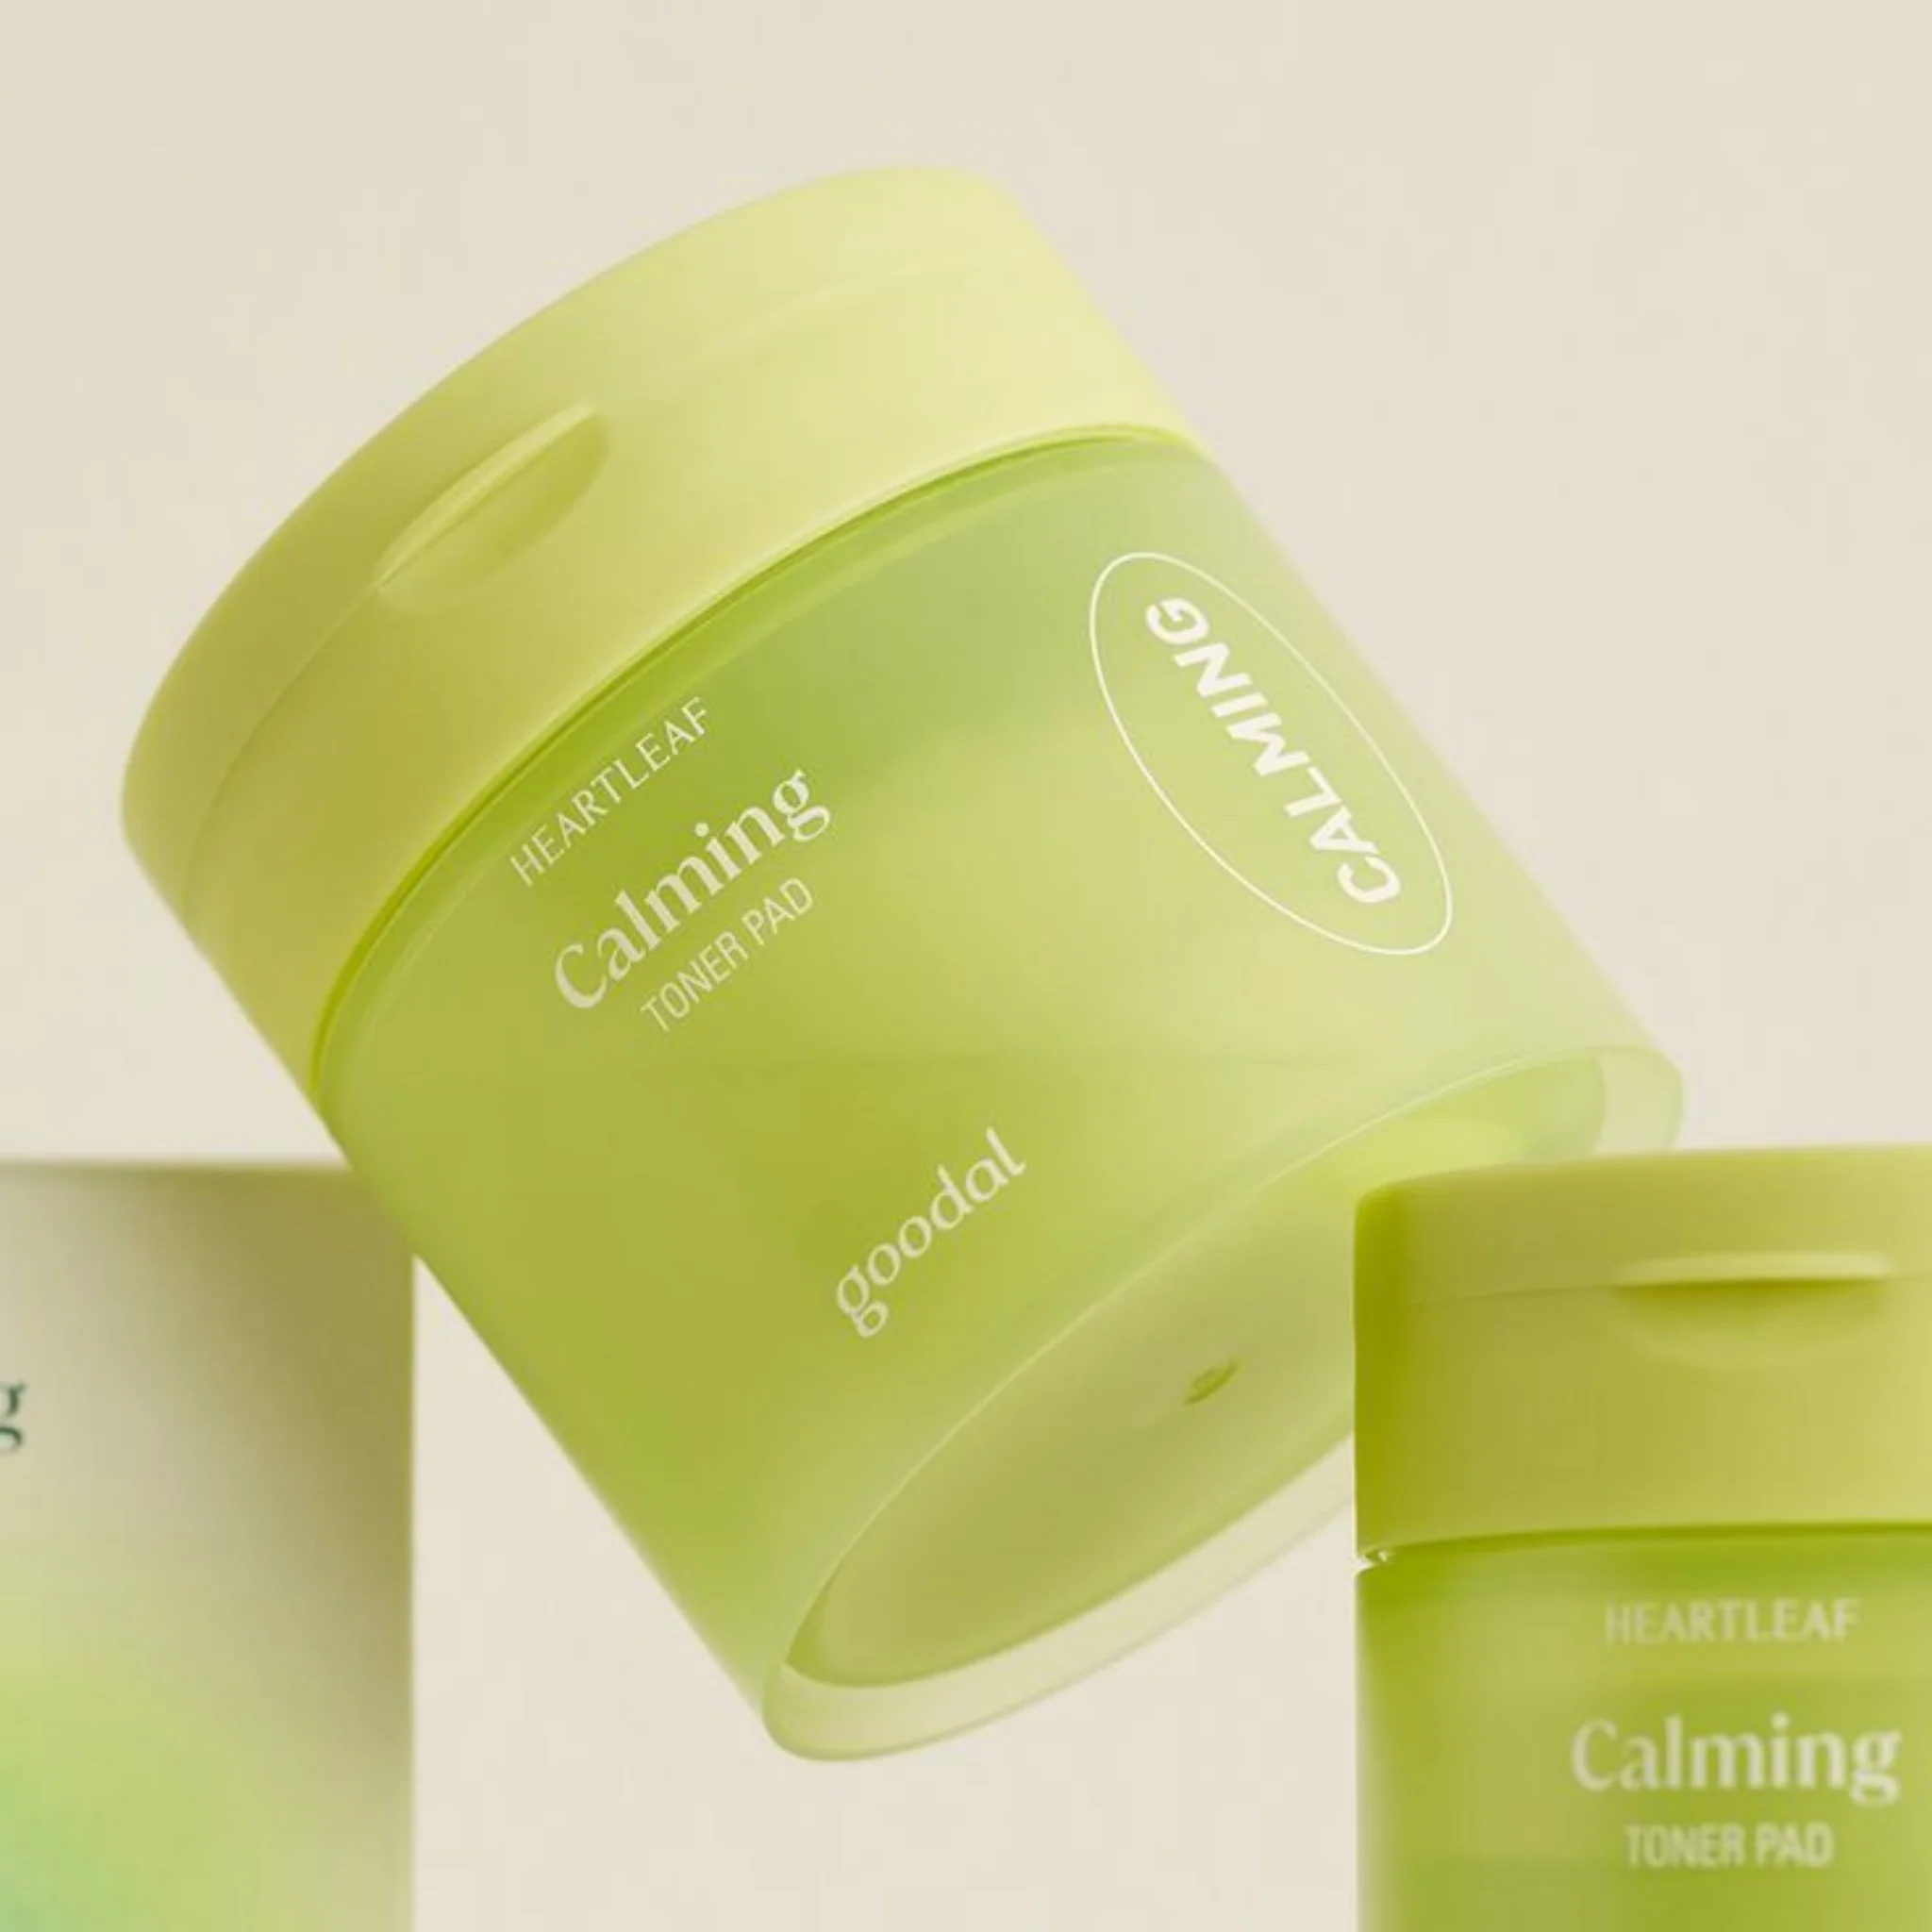 HEARTLEAF
Calming
TONER PAD
CALMING
goodal
g
HEARTLEAF
Calming
TONER PAD